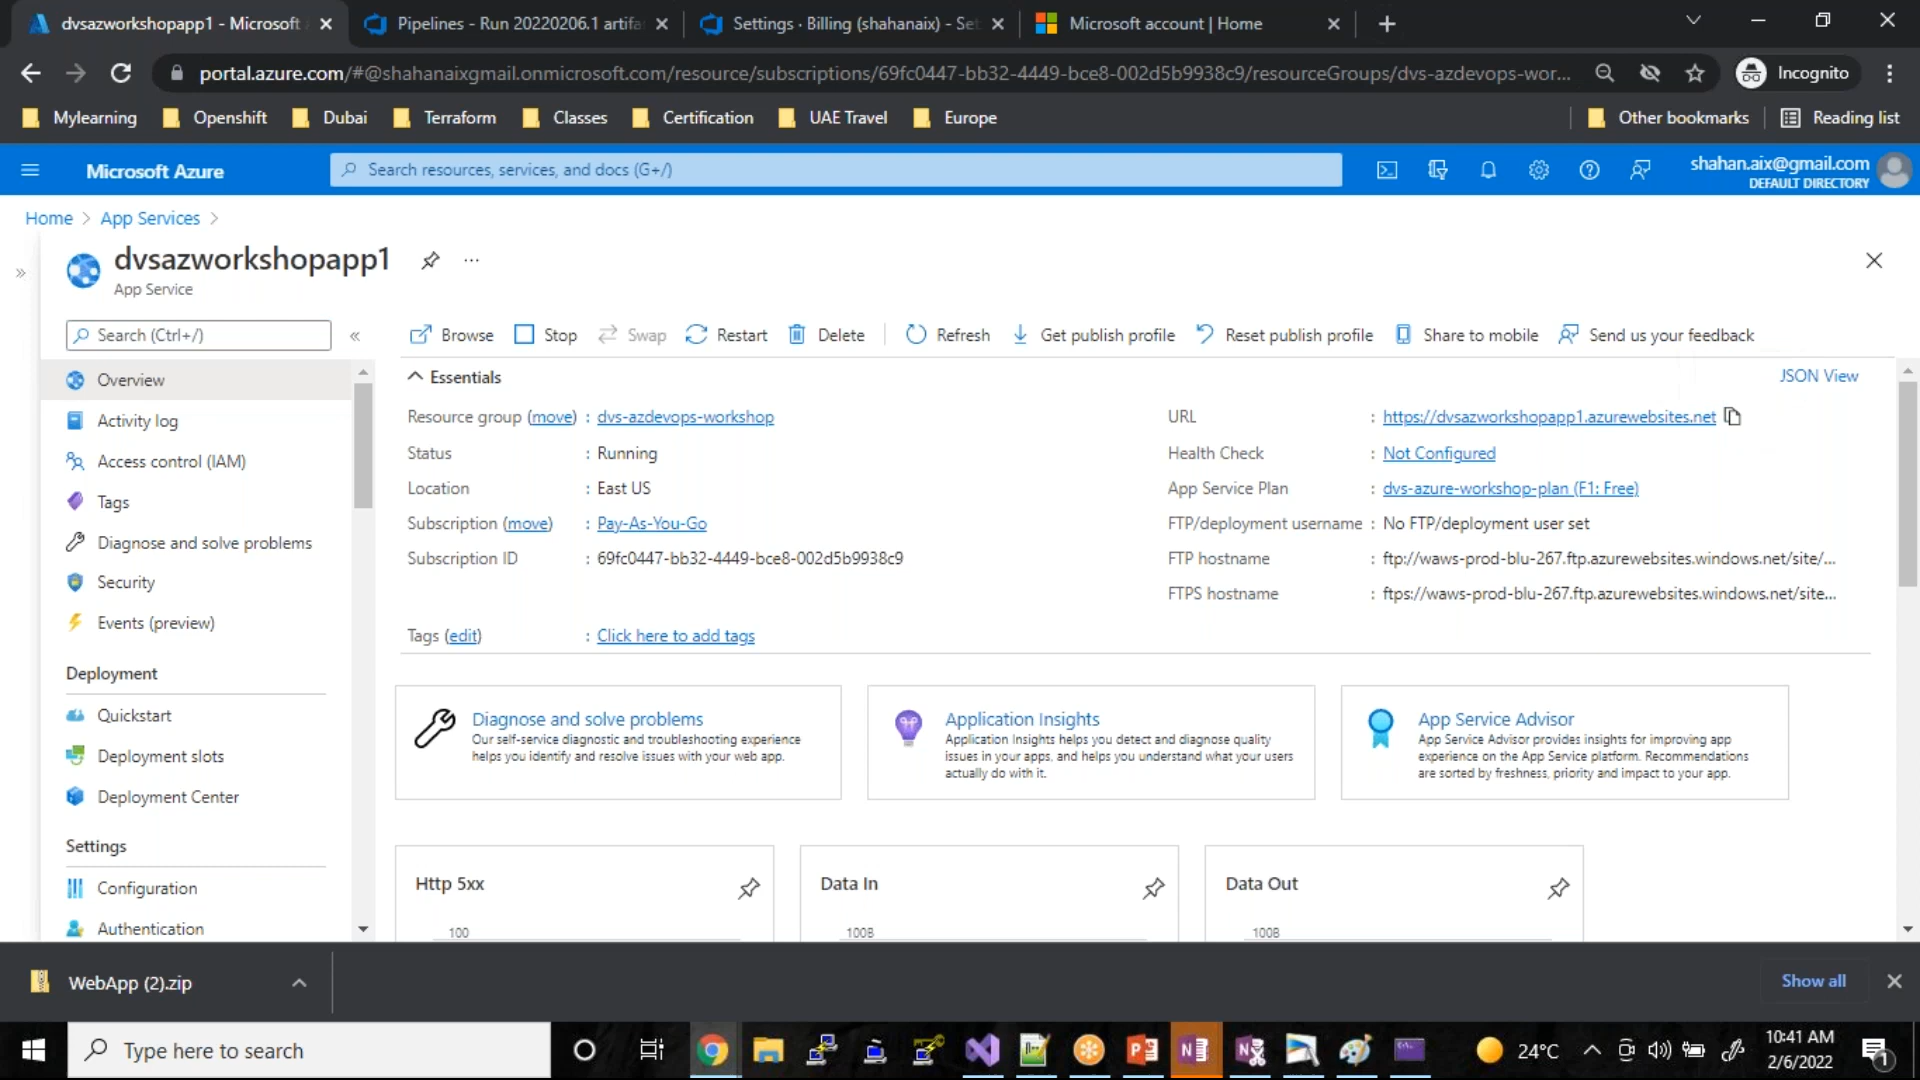 dvsazworkshopapp1 - Microsoft
Pipelines - Run 20220206.1 artifa
Settings · Billing (shahanaix) - Set
Microsoft account | Home
portal.azure.com/#@shahanaixgmail.onmicrosoft.com/resource/subscriptions/69fc0447-bb32-4449-bce8-002d5b9938c9/resourceGroups/dvs-azdevops-wor...
Incognito
Mylearning
Openshift
Dubai
Terraform
Classes
Certification
UAE Travel
Europe
Other bookmarks
Reading list
Microsoft Azure
Search resources, services, and docs (G+/)
shahan.aix@gmail.com
DEFAULT DIRECTORY
Home > App Services >
dvsazworkshopapp1
App Service
Search (Ctrl+/)
Browse
Stop
Swap
Restart
Delete
Refresh
Get publish profile
Reset publish profile
Share to mobile
Send us your feedback
Overview
Activity log
Access control (IAM)
Tags
Diagnose and solve problems
Security
Events (preview)
Deployment
Quickstart
Deployment slots
Deployment Center
Settings
Configuration
Authentication
Essentials
JSON View
Resource group (move) : dvs-azdevops-workshop
Status : Running
Location : East US
Subscription (move) : Pay-As-You-Go
Subscription ID : 69fc0447-bb32-4449-bce8-002d5b9938c9
Tags (edit) : Click here to add tags
URL : https://dvsazworkshopapp1.azurewebsites.net
Health Check : Not Configured
App Service Plan : dvs-azure-workshop-plan (F1: Free)
FTP/deployment username : No FTP/deployment user set
FTP hostname : ftp://waws-prod-blu-267.ftp.azurewebsites.windows.net/site/...
FTPS hostname : ftps://waws-prod-blu-267.ftp.azurewebsites.windows.net/site...
Diagnose and solve problems
Our self-service diagnostic and troubleshooting experience
helps you identify and resolve issues with your web app.
Application Insights
Application Insights helps you detect and diagnose quality
issues in your apps, and helps you understand what your users
actually do with it.
App Service Advisor
App Service Advisor provides insights for improving app
experience on the App Service platform. Recommendations
are sorted by freshness, priority and impact to your app.
Http 5xx
100
Data In
100B
Data Out
100B
WebApp (2).zip
Show all
Type here to search
24°C
10:41 AM
2/6/2022
1